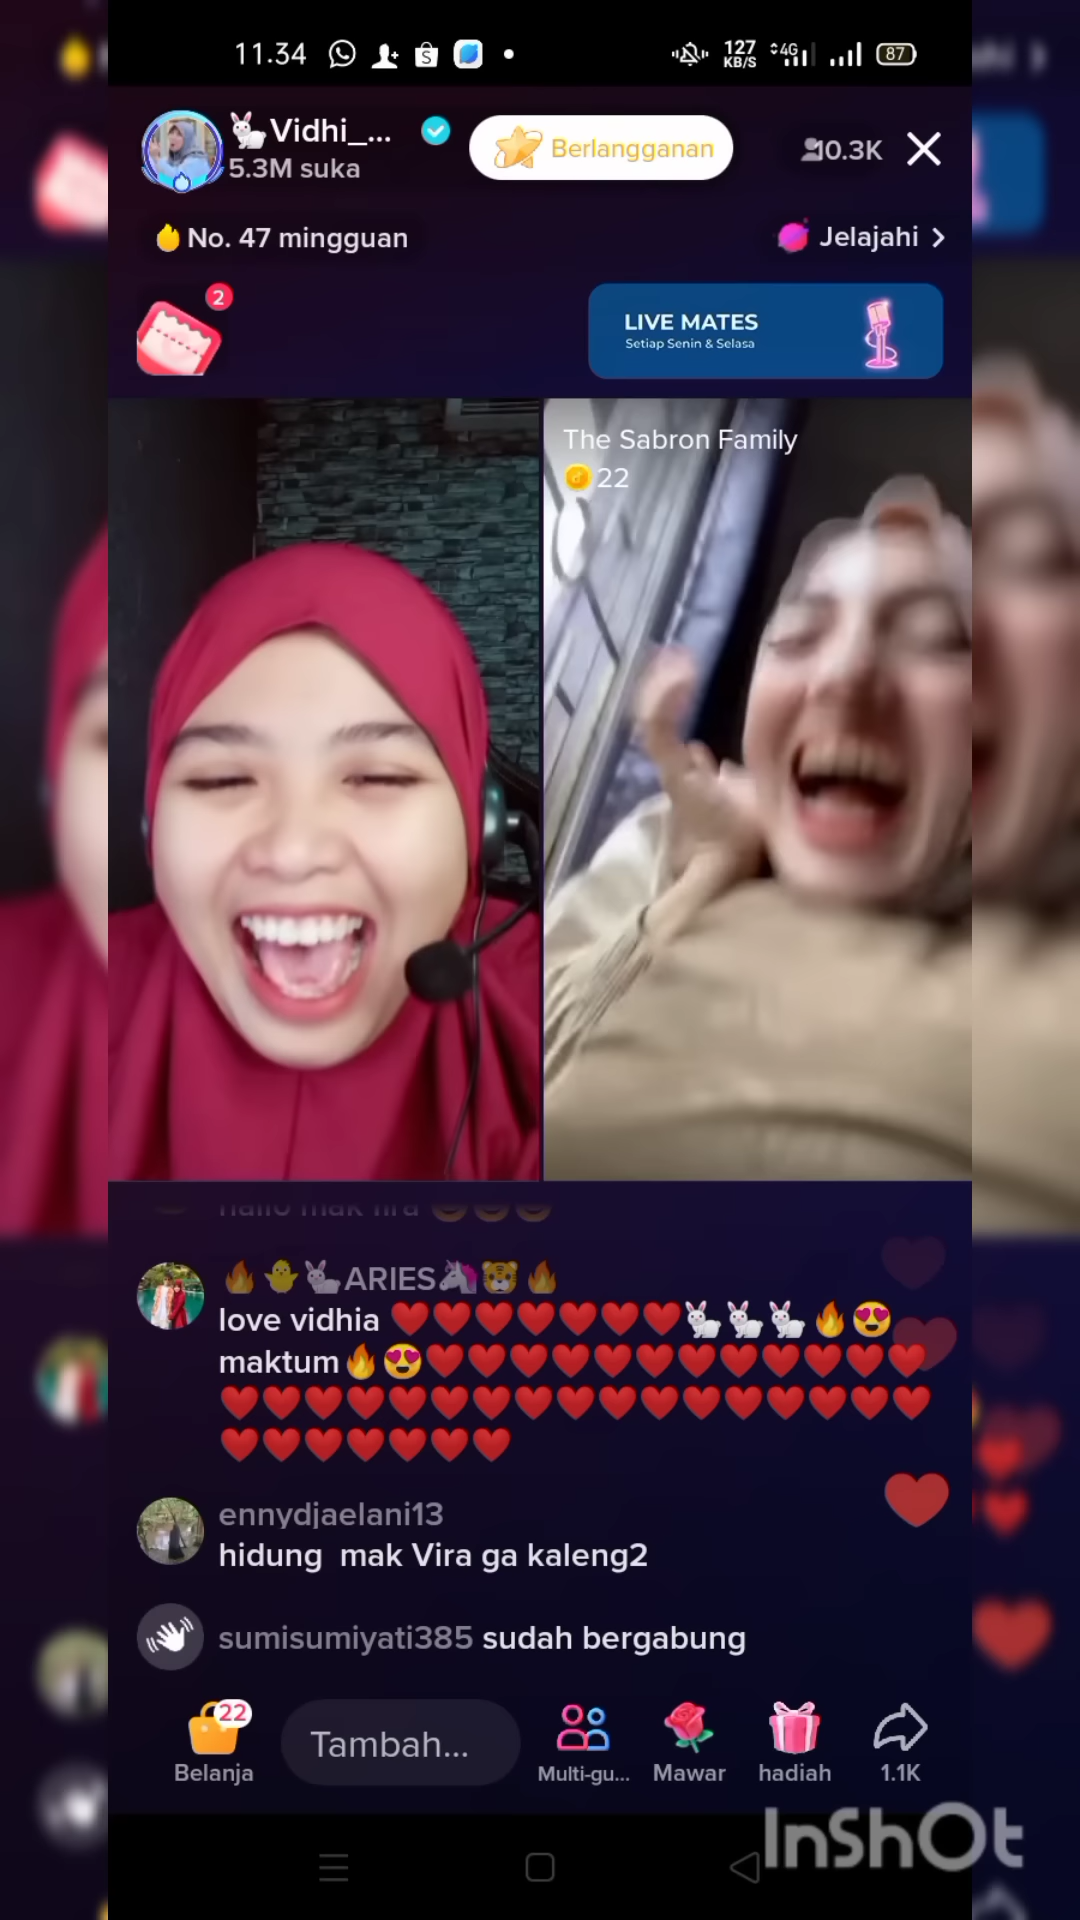 11.34
127 KB/S 4G 87
🐇Vidhi_...
Berlangganan
10.3K
5.3M suka
No. 47 mingguan
Jelajahi
2
LIVE MATES
Setiap Senin & Selasa
The Sabron Family
22
🔥🐥🐇ARIES🦄🐯🔥
love vidhia ❤️❤️❤️❤️❤️❤️❤️🐇🐇🐇🔥😍
maktum🔥😍❤️❤️❤️❤️❤️❤️❤️❤️❤️❤️❤️❤️
❤️❤️❤️❤️❤️❤️❤️❤️❤️❤️❤️❤️❤️❤️❤️❤️❤️
❤️❤️❤️❤️❤️❤️❤️
ennydjaelani13
hidung mak Vira ga kaleng2
sumisumiyati385 sudah bergabung
22
Tambah...
Belanja
Multi-gu...
Mawar
hadiah
1.1K
InShOt